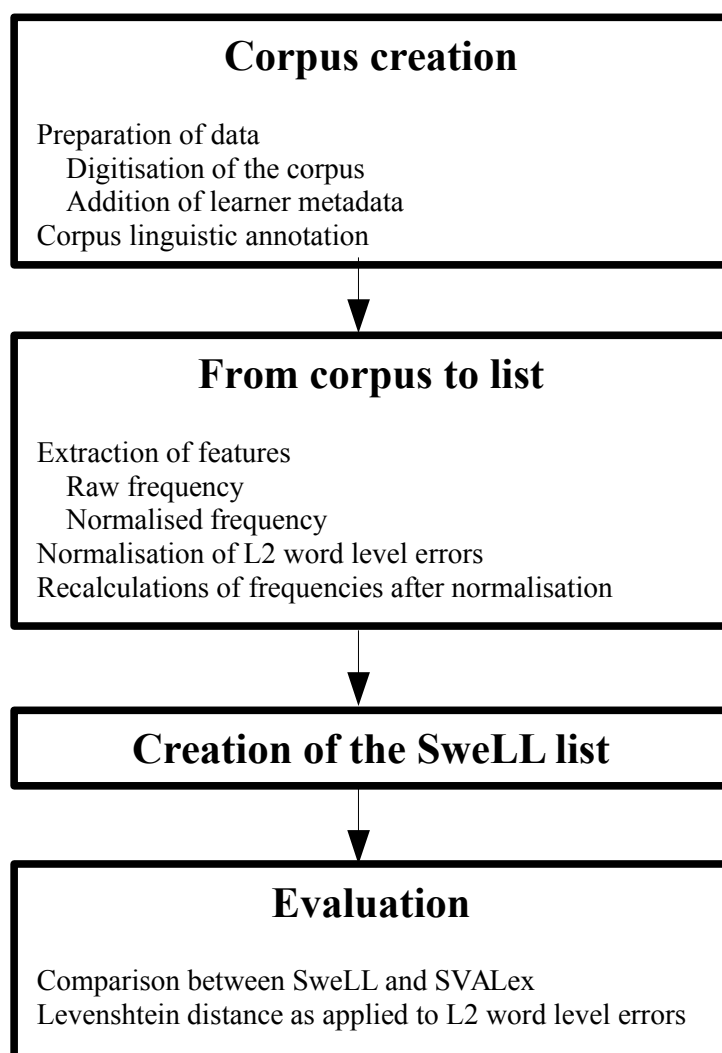 Corpus creation
Preparation of data
Digitisation of the corpus
Addition of learner metadata
Corpus linguistic annotation
From corpus to list
Extraction of features
Raw frequency
Normalised frequency
Normalisation of L2 word level errors
Recalculations of frequencies after normalisation
Creation of the SweLL list
Evaluation
Comparison between SweLL and SVALex
Levenshtein distance as applied to L2 word level errors